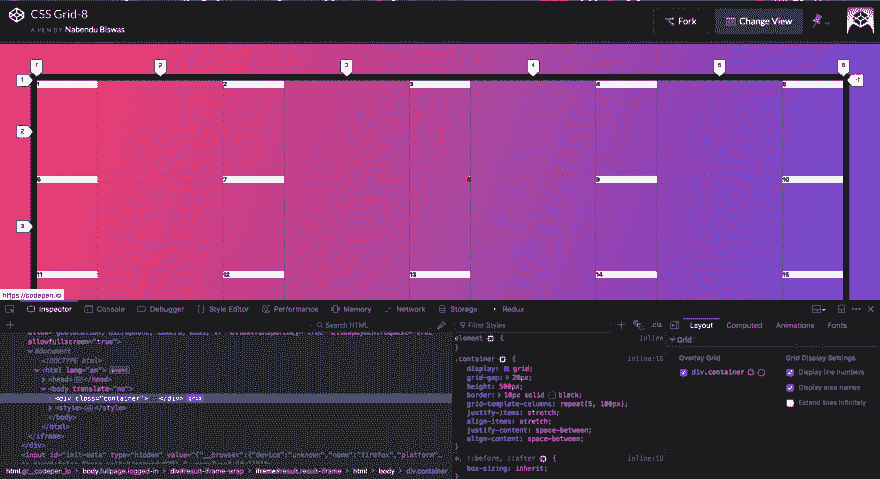 CSS Grid-8
A PEN BY Nabendu Biswas
Fork
Change View
1 2 3 4 5 6
1 -1
1 2 3 4 5
2
6 7 8 9 10
3
11 12 13 14 15
https://codepen.io
Inspector Console Debugger Style Editor Performance Memory Network Storage Redux
Search HTML
Filter Styles
.cls
Layout Computed Animations Fonts
allowfullscreen="true"
#document
<!DOCTYPE html>
<html lang="en"> event
<head> </head>
<body translate="no">
<div class="container"> </div> grid
<style> </style>
</body>
</html>
</iframe>
</div>
<input id="init-data" type="hidden" value="{"__browser":{"device":"unknown","name":"firefox","platform"…
html body.fullpage.logged-in div#result-iframe-wrap iframe#result.result-iframe html body div.container
element { inline
}
.container { inline:18
display: grid;
grid-gap: 20px;
height: 500px;
border: 10px solid black;
grid-template-columns: repeat(5, 100px);
justify-items: stretch;
align-items: stretch;
justify-content: space-between;
align-content: space-between;
}
::before, ::after { inline:18
box-sizing: inherit;
Grid
Overlay Grid
div.container
Grid Display Settings
Display line numbers
Display area names
Extend lines infinitely